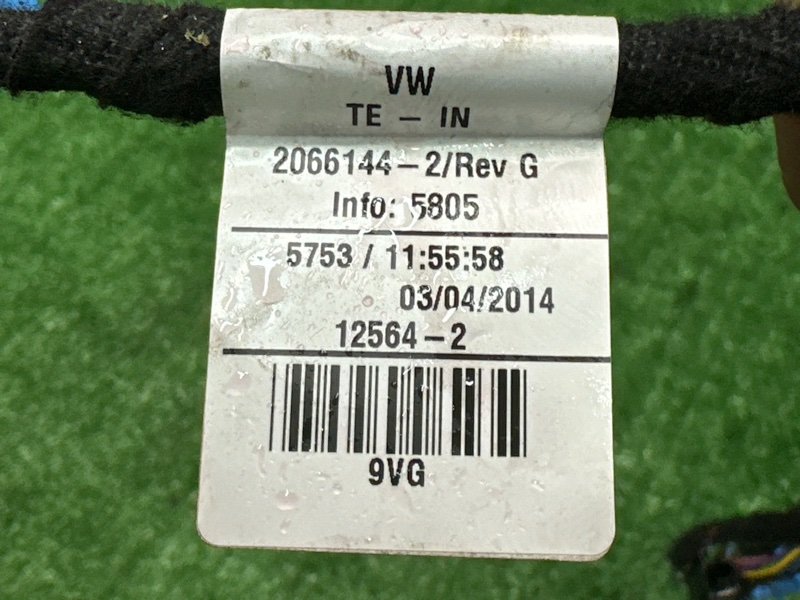 VW
TE – IN
2066144–2/Rev G
Info: 5805
5753 / 11:55:58
03/04/2014
12564–2
9VG